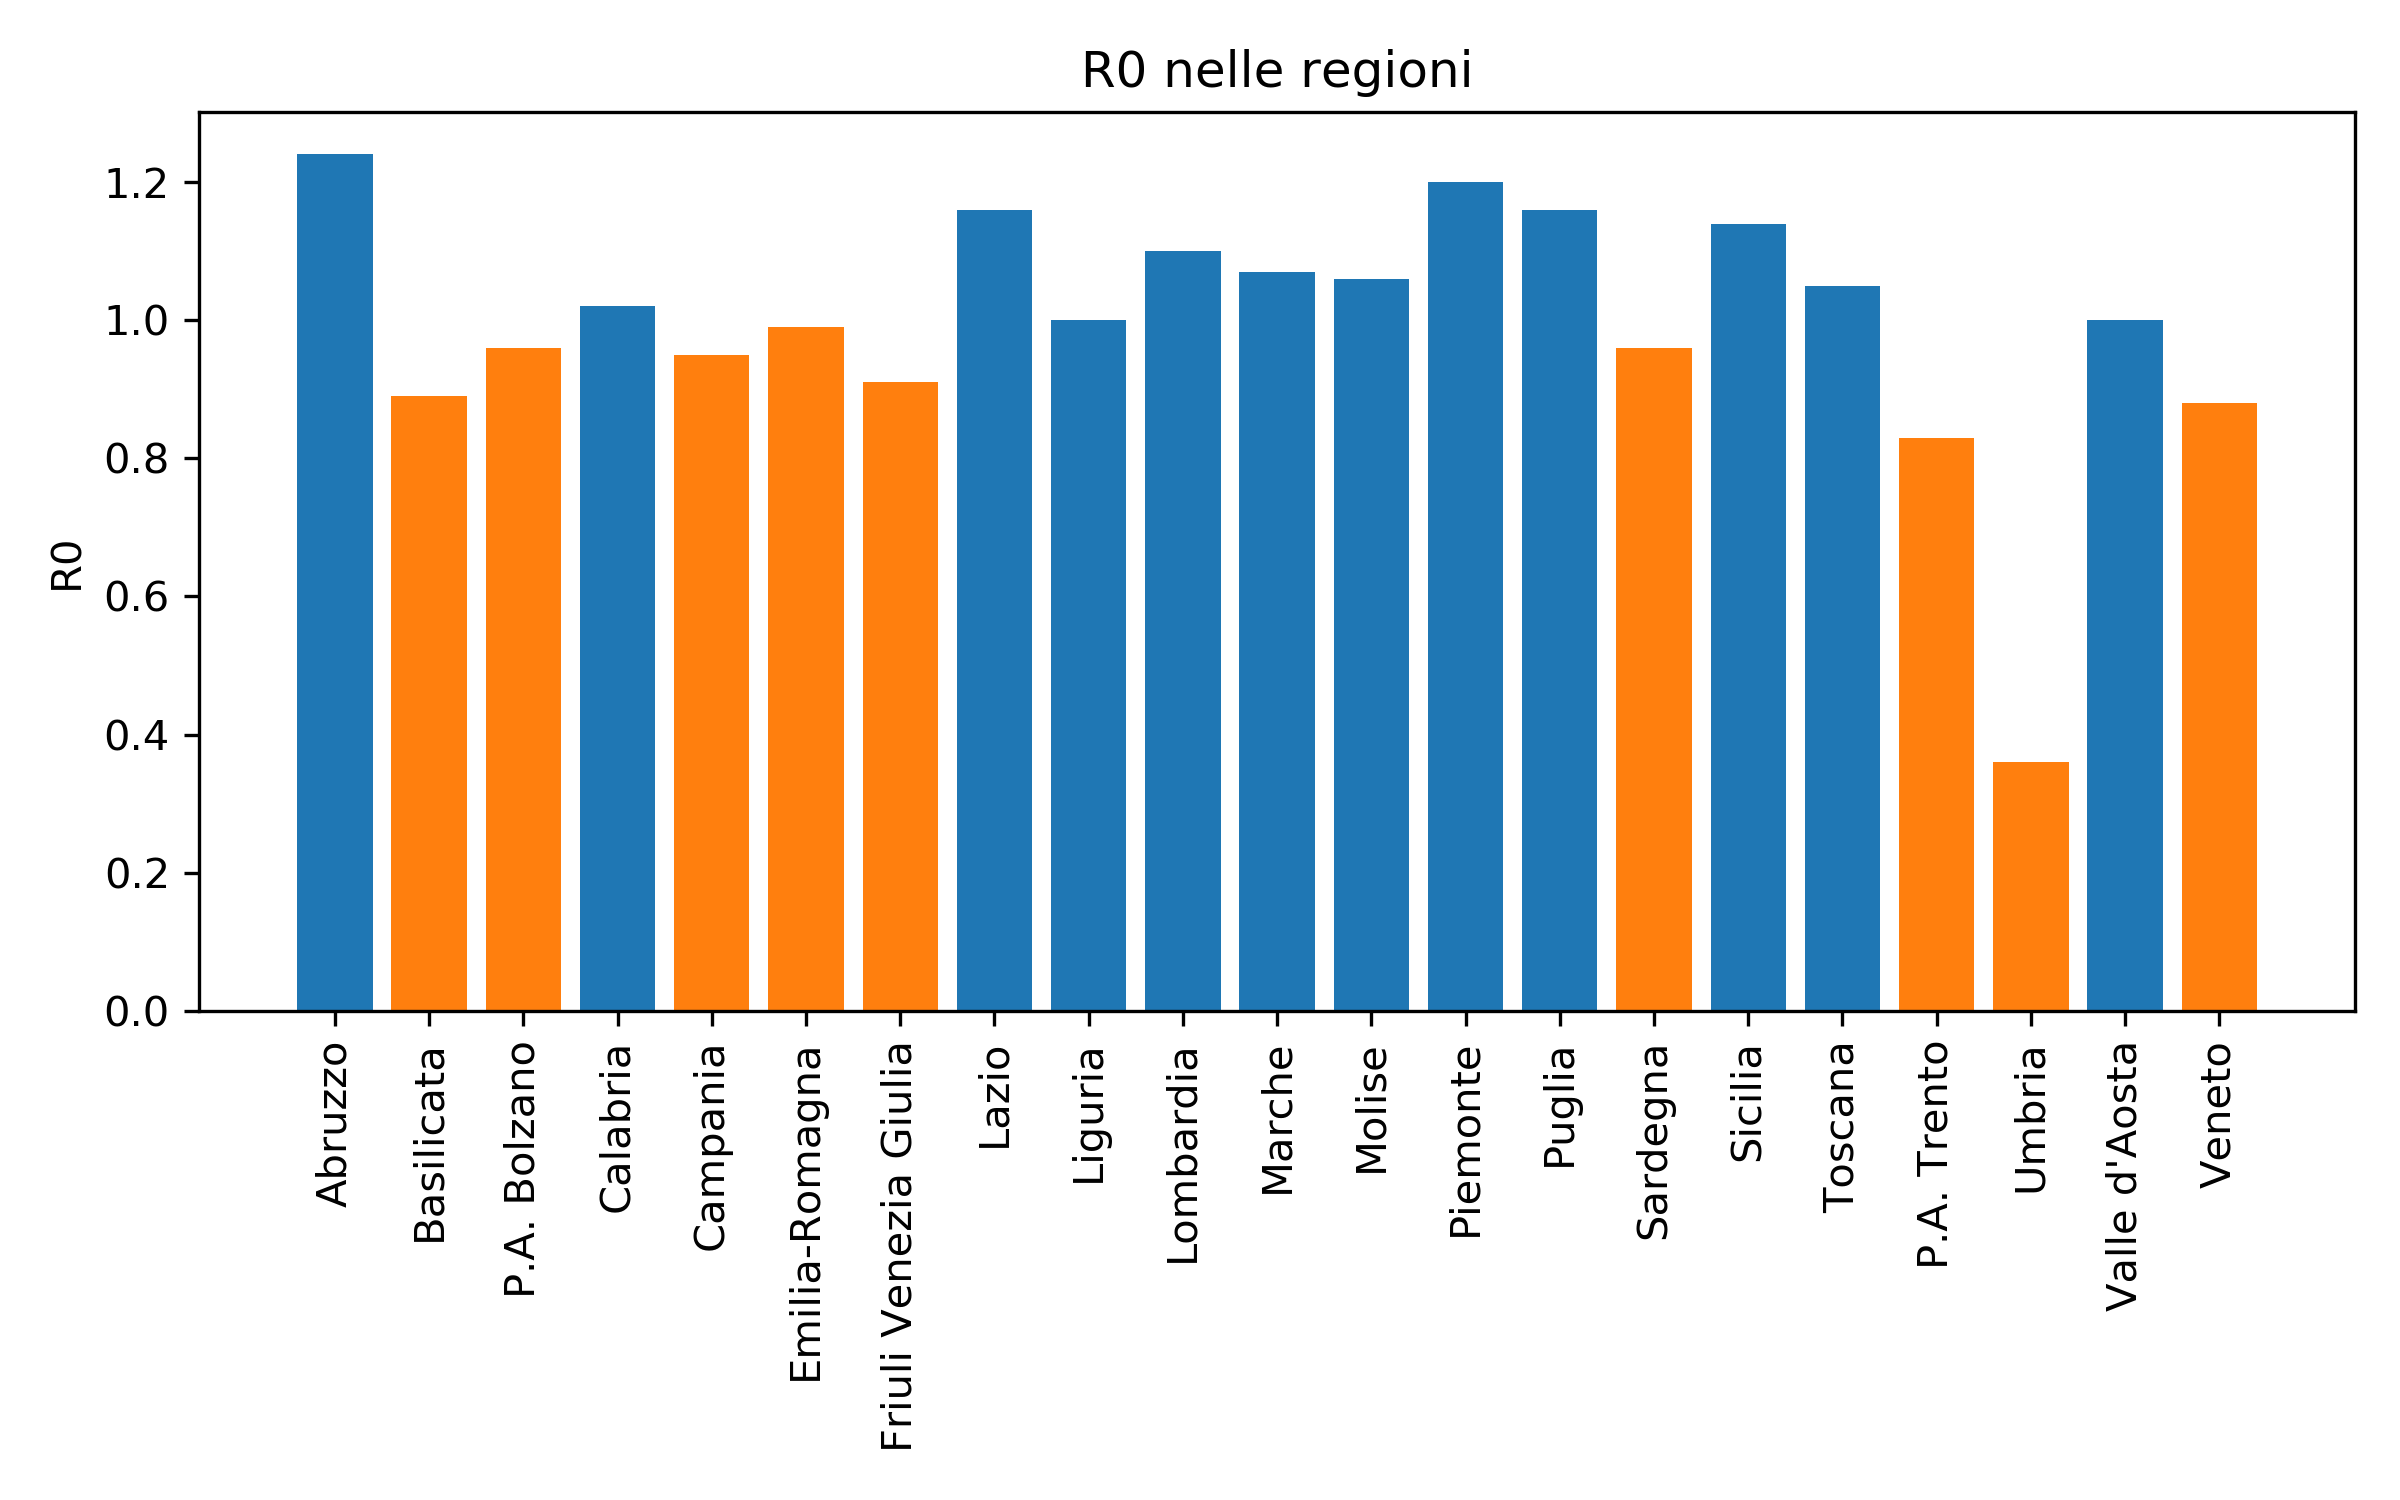 R0 nelle regioni
R0
1.2
1.0
0.8
0.6
0.4
0.2
0.0
Abruzzo
Basilicata
P.A. Bolzano
Calabria
Campania
Emilia-Romagna
Friuli Venezia Giulia
Lazio
Liguria
Lombardia
Marche
Molise
Piemonte
Puglia
Sardegna
Sicilia
Toscana
P.A. Trento
Umbria
Valle d'Aosta
Veneto